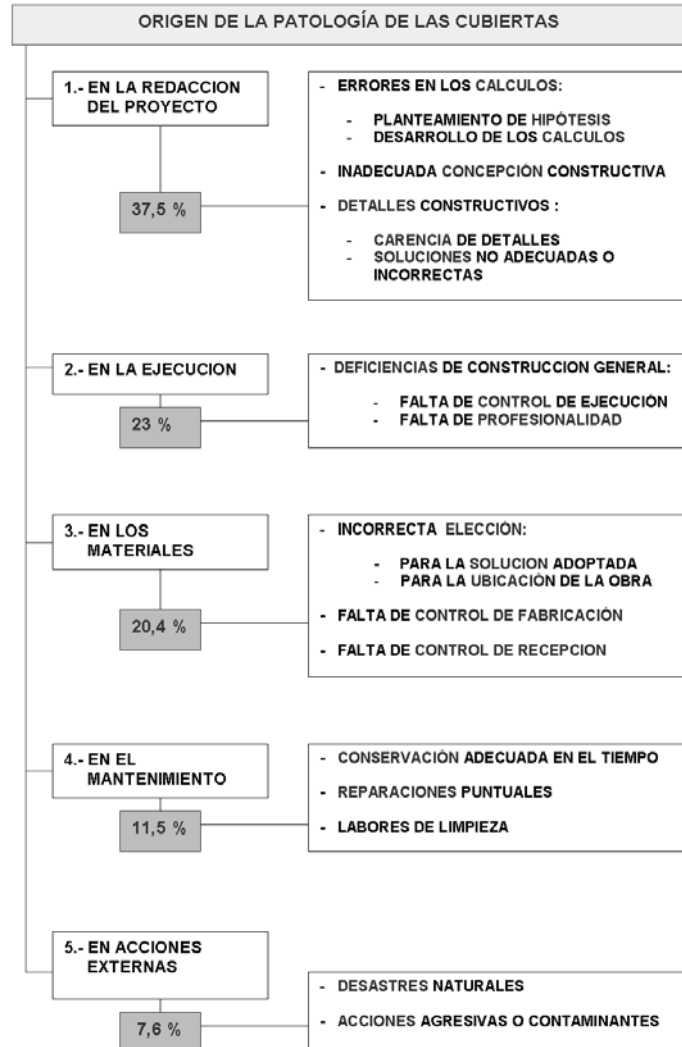 ORIGEN DE LA PATOLOGÍA DE LAS CUBIERTAS
1.- EN LA REDACCION
DEL PROYECTO
37,5 %
- ERRORES EN LOS CALCULOS:
- PLANTEAMIENTO DE HIPÓTESIS
- DESARROLLO DE LOS CALCULOS
- INADECUADA CONCEPCIÓN CONSTRUCTIVA
- DETALLES CONSTRUCTIVOS :
- CARENCIA DE DETALLES
- SOLUCIONES NO ADECUADAS O
INCORRECTAS
2.- EN LA EJECUCION
23 %
- DEFICIENCIAS DE CONSTRUCCION GENERAL:
- FALTA DE CONTROL DE EJECUCIÓN
- FALTA DE PROFESIONALIDAD
3.- EN LOS
MATERIALES
20,4 %
- INCORRECTA ELECCIÓN:
- PARA LA SOLUCION ADOPTADA
- PARA LA UBICACIÓN DE LA OBRA
- FALTA DE CONTROL DE FABRICACIÓN
- FALTA DE CONTROL DE RECEPCION
4.- EN EL
MANTENIMIENTO
11,5 %
- CONSERVACIÓN ADECUADA EN EL TIEMPO
- REPARACIONES PUNTUALES
- LABORES DE LIMPIEZA
5.- EN ACCIONES
EXTERNAS
7,6 %
- DESASTRES NATURALES
- ACCIONES AGRESIVAS O CONTAMINANTES